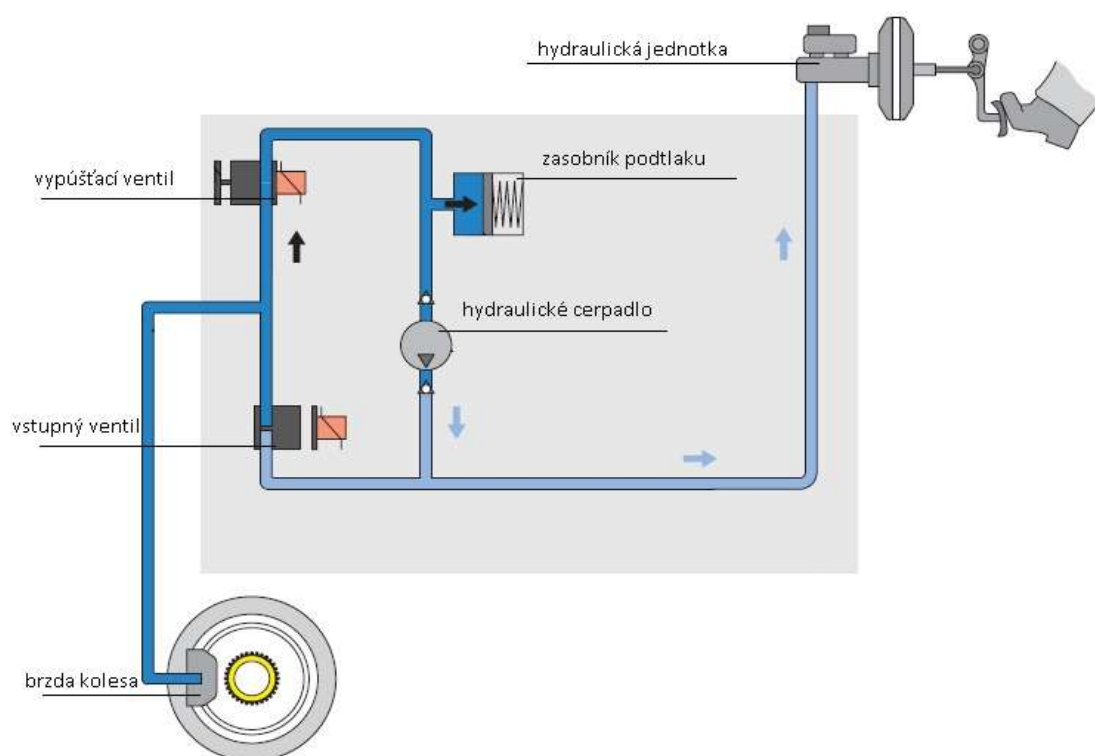 hydraulická jednotka
zasobník podtlaku
vypúšťací ventil
hydraulické cerpadlo
vstupný ventil
brzda kolesa